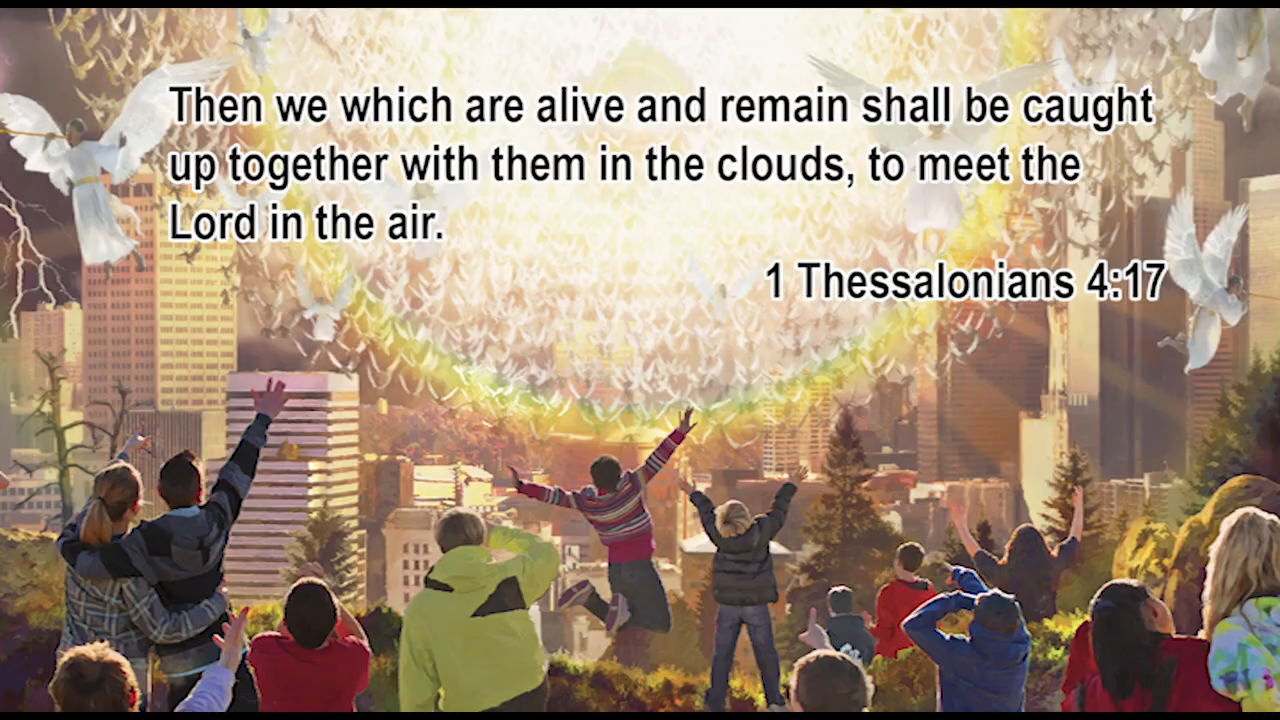 Then we which are alive and remain shall be caught
up together with them in the clouds, to meet the
Lord in the air.
1 Thessalonians 4:17